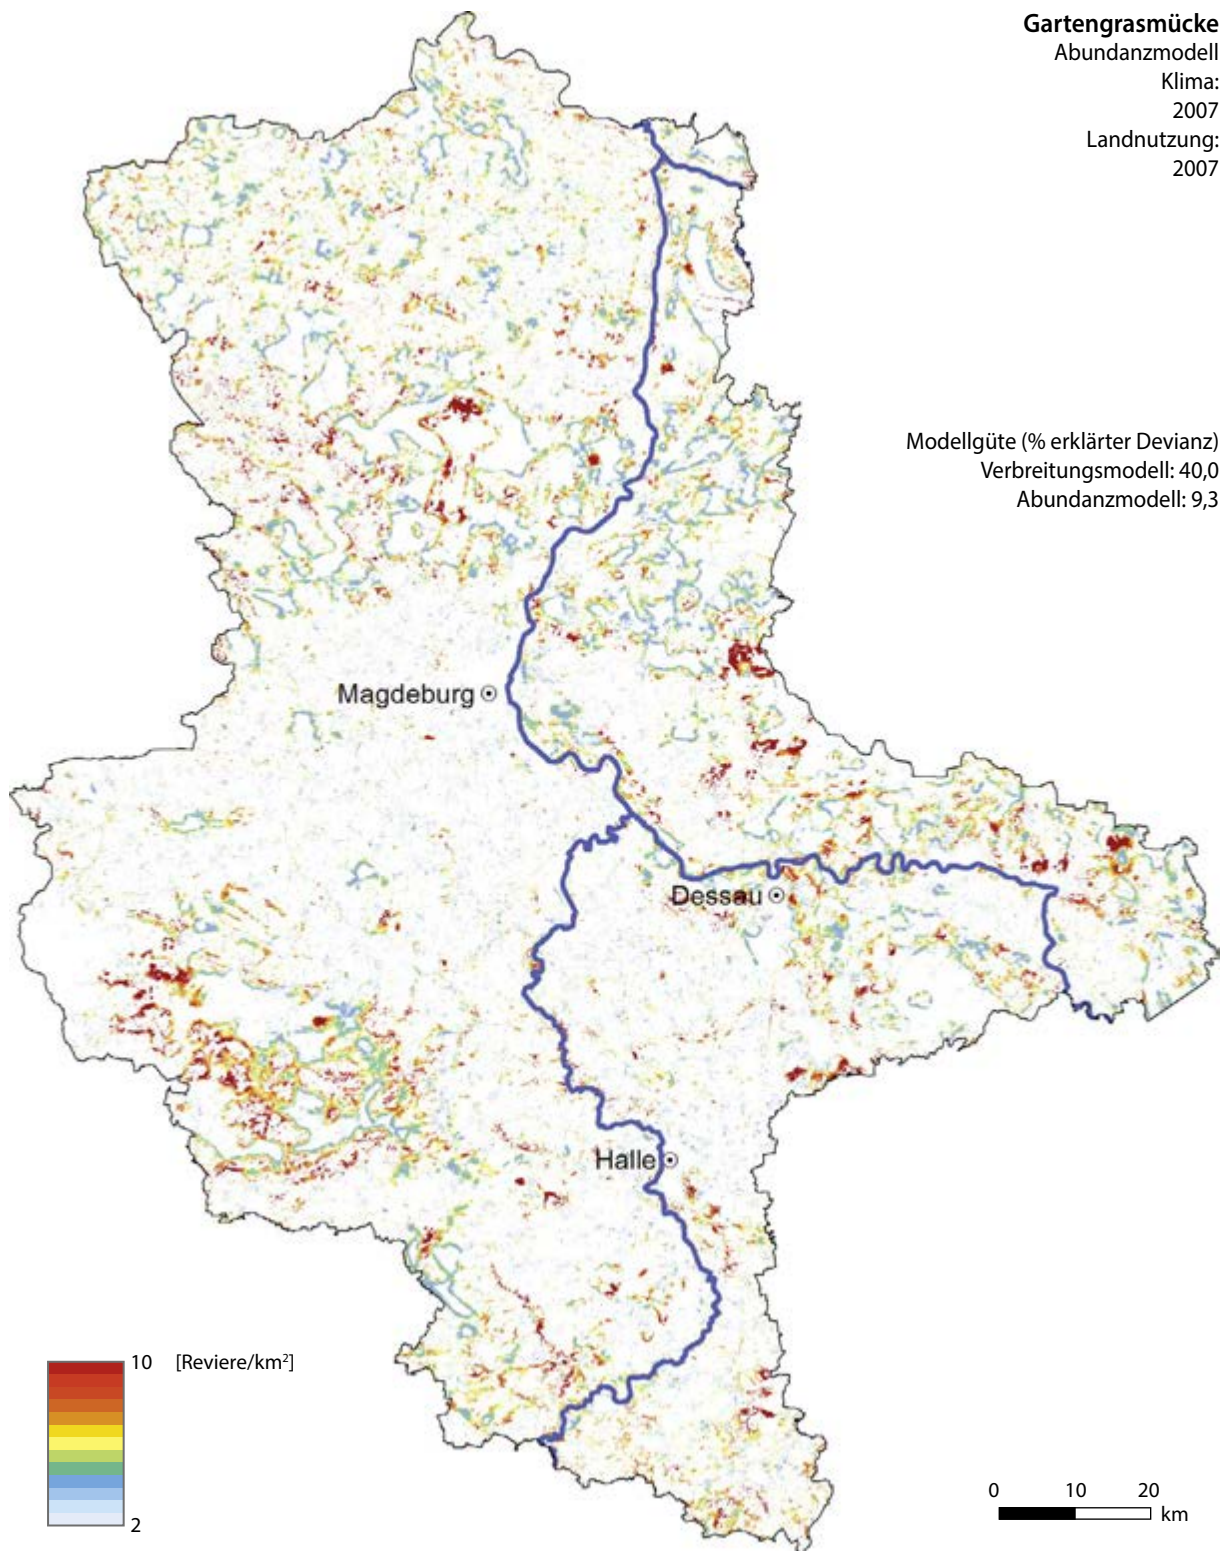 Gartengrasmücke
Abundanzmodell
Klima:
2007
Landnutzung:
2007
Modellgüte (% erklärter Devianz)
Verbreitungsmodell: 40,0
Abundanzmodell: 9,3
Magdeburg
Dessau
Halle
10 [Reviere/km²]
2
0 10 20
km